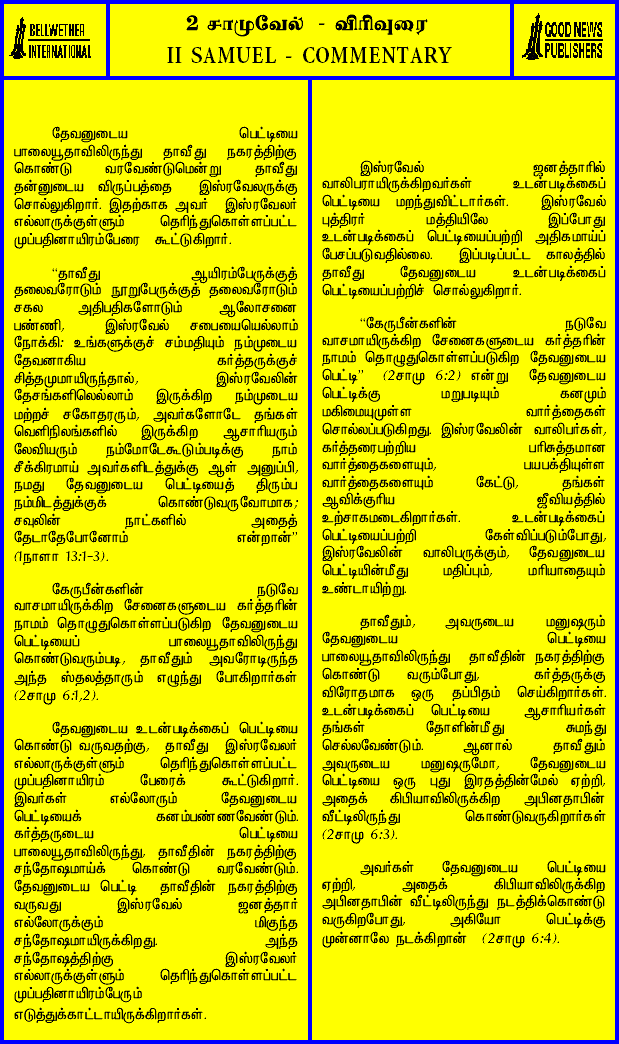 BELLWETHER
INTERNATIONAL
2 சாமுவேல் - விரிவுரை
II SAMUEL - COMMENTARY
GOOD NEWS
PUBLISHERS
தேவனுடைய பெட்டியை
பாலையூதாவிலிருந்து தாவீது நகரத்திற்கு
கொண்டு வரவேண்டுமென்று தாவீது
தன்னுடைய விருப்பத்தை இஸ்ரவேலருக்கு
சொல்லுகிறார். இதற்காக அவர் இஸ்ரவேலர்
எல்லாருக்குள்ளும் தெரிந்துகொள்ளப்பட்ட
முப்பதினாயிரம்பேரை கூட்டுகிறார்.
“தாவீது ஆயிரம்பேருக்குத்
தலைவரோடும் நூறுபேருக்குத் தலைவரோடும்
சகல அதிபதிகளோடும் ஆலோசனை
பண்ணி, இஸ்ரவேல் சபையையெல்லாம்
நோக்கி: உங்களுக்குச் சம்மதியும் நம்முடைய
தேவனாகிய கர்த்தருக்குச்
சித்தமுமாயிருந்தால், இஸ்ரவேலின்
தேசங்களிலெல்லாம் இருக்கிற நம்முடைய
மற்றச் சகோதரரும், அவர்களோடே தங்கள்
வெளிநிலங்களில் இருக்கிற ஆசாரியரும்
லேவியரும் நம்மோடேகூடும்படிக்கு நாம்
சீக்கிரமாய் அவர்களிடத்துக்கு ஆள் அனுப்பி,
நமது தேவனுடைய பெட்டியைத் திரும்ப
நம்மிடத்துக்குக் கொண்டுவருவோமாக;
சவுலின் நாட்களில் அதைத்
தேடாதேபோனோம் என்றான்”
(1நாளா 13:1-3).
கேருபீன்களின் நடுவே
வாசமாயிருக்கிற சேனைகளுடைய கர்த்தரின்
நாமம் தொழுதுகொள்ளப்படுகிற தேவனுடைய
பெட்டியைப் பாலையூதாவிலிருந்து
கொண்டுவரும்படி, தாவீதும் அவரோடிருந்த
அந்த ஸ்தலத்தாரும் எழுந்து போகிறார்கள்
(2சாமு 6:1,2).
தேவனுடைய உடன்படிக்கைப் பெட்டியை
கொண்டு வருவதற்கு, தாவீது இஸ்ரவேலர்
எல்லாருக்குள்ளும் தெரிந்துகொள்ளப்பட்ட
முப்பதினாயிரம் பேரைக் கூட்டுகிறார்.
இவர்கள் எல்லோரும் தேவனுடைய
பெட்டியைக் கனம்பண்ணவேண்டும்.
கர்த்தருடைய பெட்டியை
பாலையூதாவிலிருந்து, தாவீதின் நகரத்திற்கு
சந்தோஷமாய்க் கொண்டு வரவேண்டும்.
தேவனுடைய பெட்டி தாவீதின் நகரத்திற்கு
வருவது இஸ்ரவேல் ஜனத்தார்
எல்லோருக்கும் மிகுந்த
சந்தோஷமாயிருக்கிறது. அந்த
சந்தோஷத்திற்கு இஸ்ரவேலர்
எல்லாருக்குள்ளும் தெரிந்துகொள்ளப்பட்ட
முப்பதினாயிரம்பேரும்
எடுத்துக்காட்டாயிருக்கிறார்கள்.
இஸ்ரவேல் ஜனத்தாரில்
வாலிபராயிருக்கிறவர்கள் உடன்படிக்கைப்
பெட்டியை மறந்துவிட்டார்கள். இஸ்ரவேல்
புத்திரர் மத்தியிலே இப்போது
உடன்படிக்கைப் பெட்டியைப்பற்றி அதிகமாய்ப்
பேசப்படுவதில்லை. இப்படிப்பட்ட காலத்தில்
தாவீது தேவனுடைய உடன்படிக்கைப்
பெட்டியைப்பற்றிச் சொல்லுகிறார்.
“கேருபீன்களின் நடுவே
வாசமாயிருக்கிற சேனைகளுடைய கர்த்தரின்
நாமம் தொழுதுகொள்ளப்படுகிற தேவனுடைய
பெட்டி” (2சாமு 6:2) என்று தேவனுடைய
பெட்டிக்கு மறுபடியும் கனமும்
மகிமையுமுள்ள வார்த்தைகள்
சொல்லப்படுகிறது. இஸ்ரவேலின் வாலிபர்கள்,
கர்த்தரைபற்றிய பரிசுத்தமான
வார்த்தைகளையும், பயபக்தியுள்ள
வார்த்தைகளையும் கேட்டு, தங்கள்
ஆவிக்குரிய ஜீவியத்தில்
உற்சாகமடைகிறார்கள். உடன்படிக்கைப்
பெட்டியைப்பற்றி கேள்விப்படும்போது,
இஸ்ரவேலின் வாலிபருக்கும், தேவனுடைய
பெட்டியின்மீது மதிப்பும், மரியாதையும்
உண்டாயிற்று.
தாவீதும், அவருடைய மனுஷரும்
தேவனுடைய பெட்டியை
பாலையூதாவிலிருந்து தாவீதின் நகரத்திற்கு
கொண்டு வரும்போது, கர்த்தருக்கு
விரோதமாக ஒரு தப்பிதம் செய்கிறார்கள்.
உடன்படிக்கைப் பெட்டியை ஆசாரியர்கள்
தங்கள் தோளின்மீது சுமந்து
செல்லவேண்டும். ஆனால் தாவீதும்
அவருடைய மனுஷருமோ, தேவனுடைய
பெட்டியை ஒரு புது இரதத்தின்மேல் ஏற்றி,
அதைக் கிபியாவிலிருக்கிற அபினதாபின்
வீட்டிலிருந்து கொண்டுவருகிறார்கள்
(2சாமு 6:3).
அவர்கள் தேவனுடைய பெட்டியை
ஏற்றி, அதைக் கிபியாவிலிருக்கிற
அபினதாபின் வீட்டிலிருந்து நடத்திக்கொண்டு
வருகிறபோது, அகியோ பெட்டிக்கு
முன்னாலே நடக்கிறான் (2சாமு 6:4).